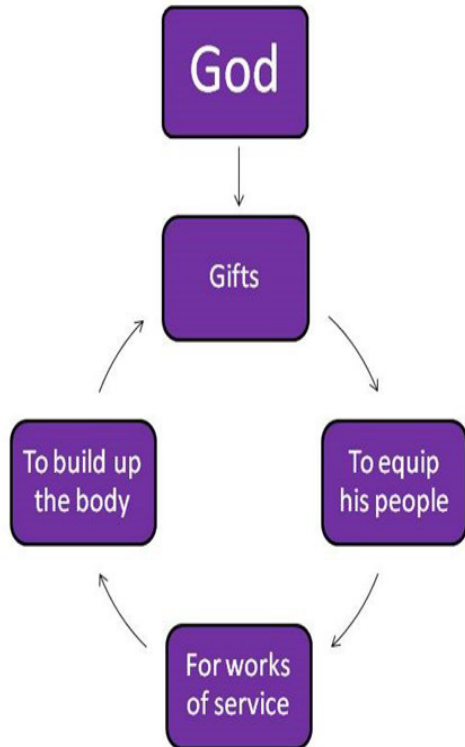 God
Gifts
To equip
his people
For works
of service
To build up
the body